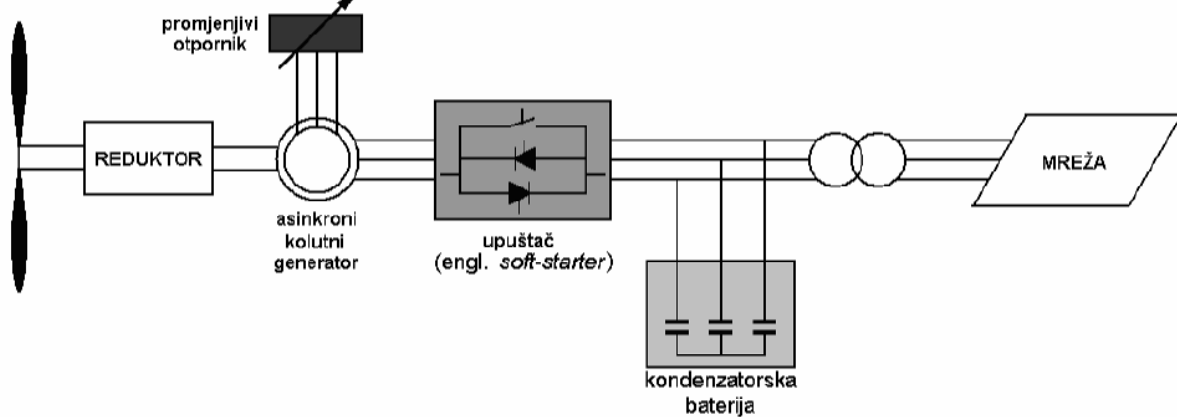 promjenjivi
otpornik
REDUKTOR
asinkroni
kolutni
generator
upuštač
(engl. soft-starter)
kondenzatorska
baterija
MREŽA